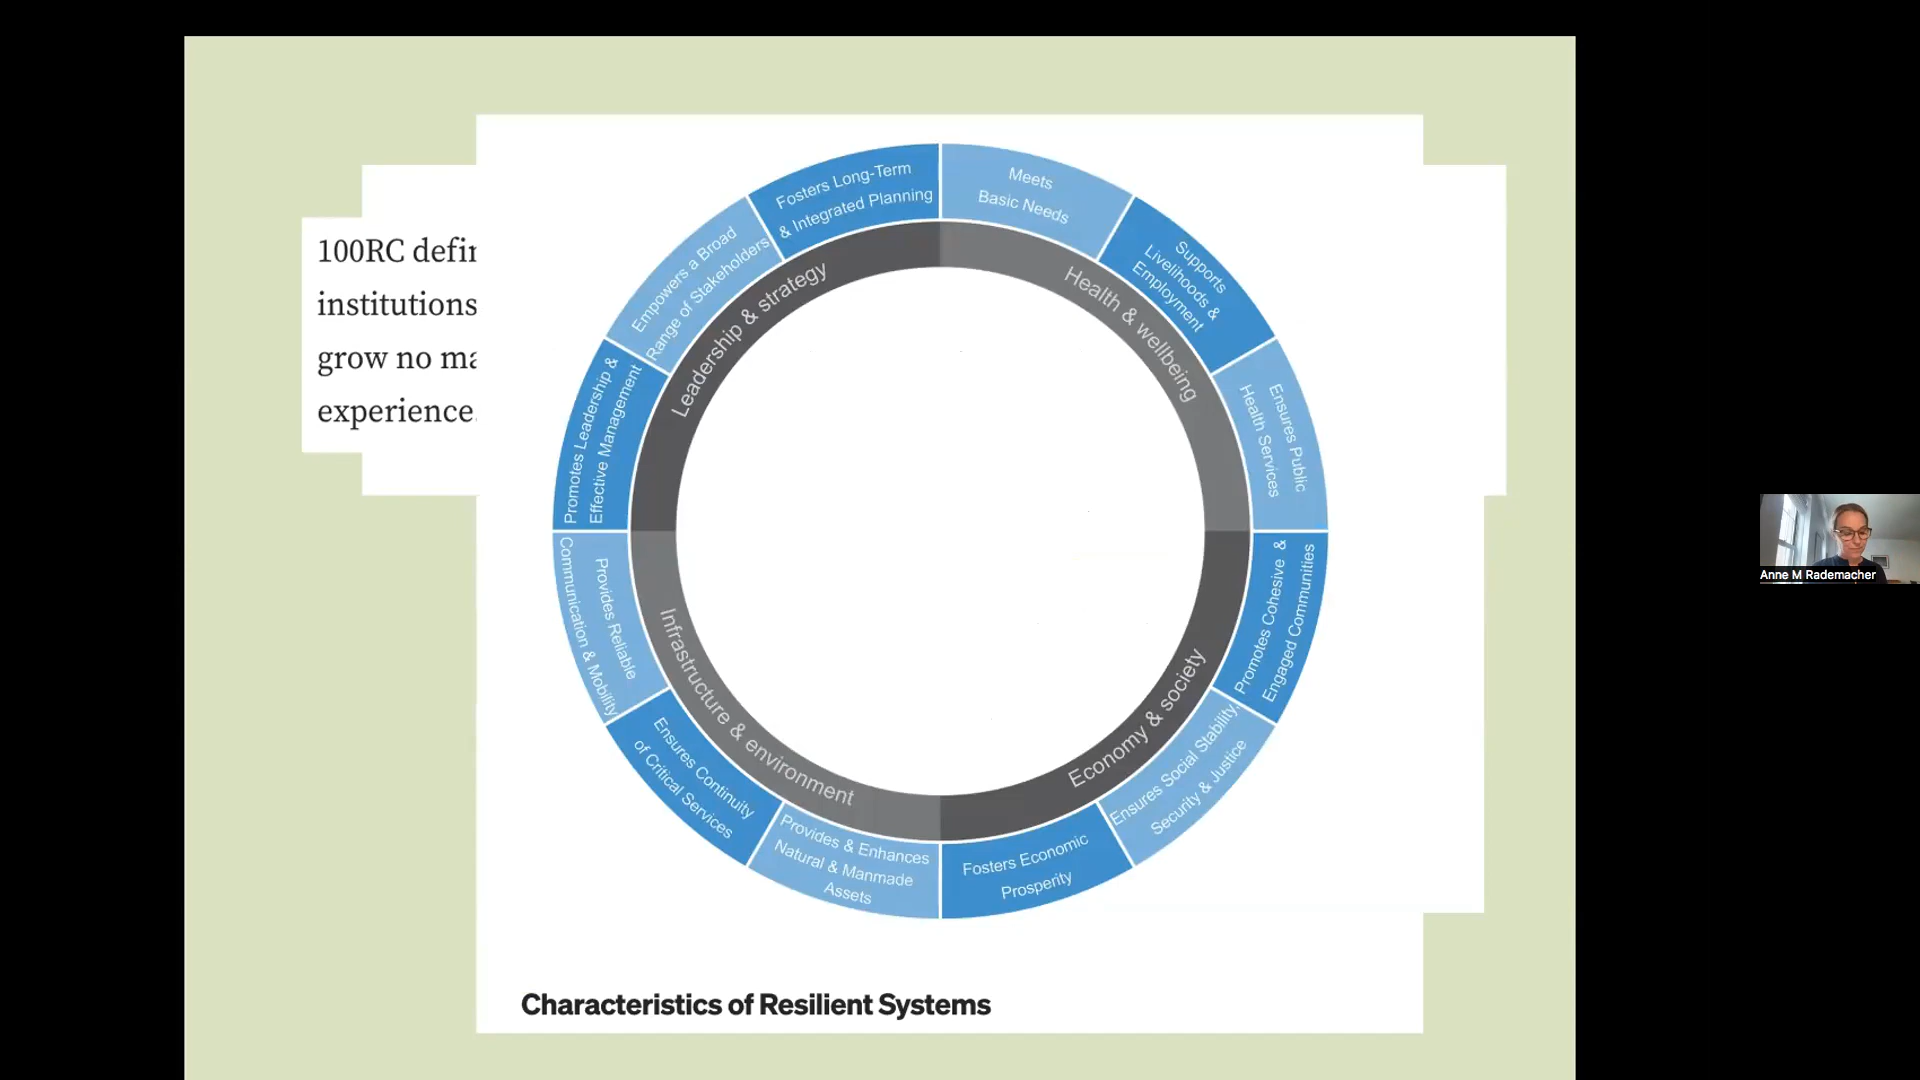 100RC defin
institutions
grow no ma
experience.
Fosters Long-Term
& Integrated Planning
Meets
Basic Needs
Supports
Livelihoods &
Employment
Ensures Public
Health Services
Promotes Cohesive &
Engaged Communities
Ensures Social Stability,
Security & Justice
Fosters Economic
Prosperity
Provides & Enhances
Natural & Manmade
Assets
Ensures Continuity
of Critical Services
Provides Reliable
Communication & Mobility
Promotes Leadership &
Effective Management
Empowers a Broad
Range of Stakeholders
Leadership & strategy
Health & wellbeing
Economy & society
Infrastructure & environment
Characteristics of Resilient Systems
Anne M Rademacher